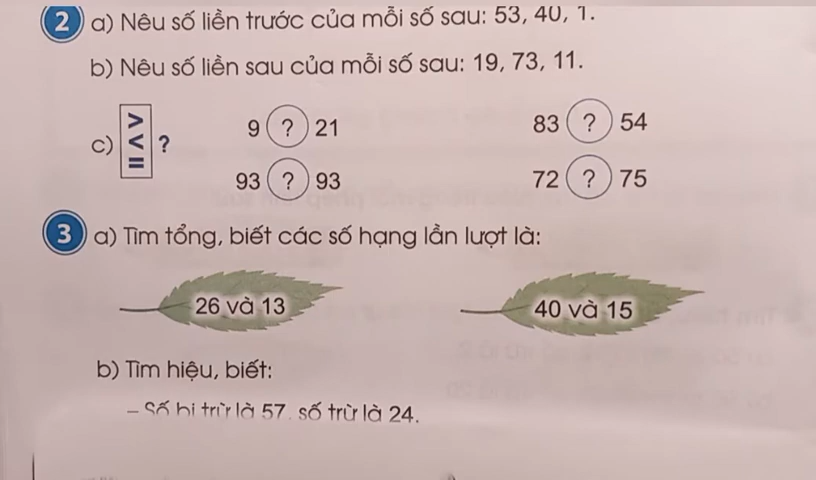 2 a) Nêu số liền trước của mỗi số sau: 53, 40, 1.
b) Nêu số liền sau của mỗi số sau: 19, 73, 11.
c) > < = ?
9 ? 21 83 ? 54
93 ? 93 72 ? 75
3 a) Tìm tổng, biết các số hạng lần lượt là:
26 và 13 40 và 15
b) Tìm hiệu, biết:
– Số bị trừ là 57, số trừ là 24.